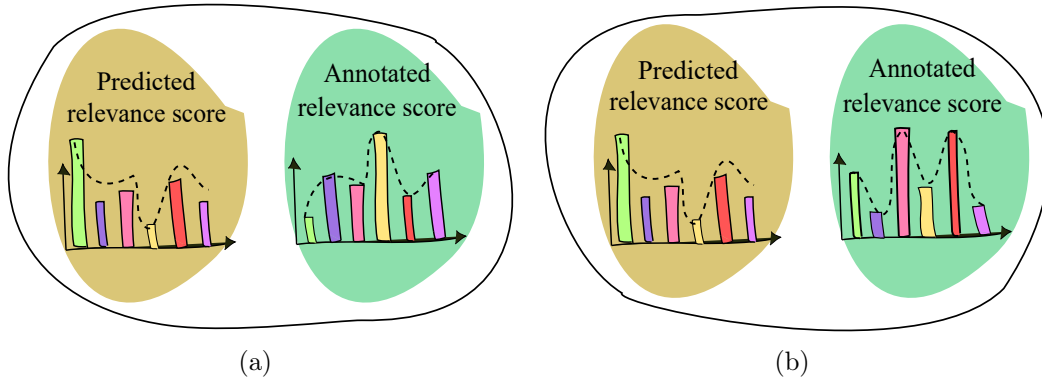 Predicted
relevance score
Annotated
relevance score
(a)
Predicted
relevance score
Annotated
relevance score
(b)